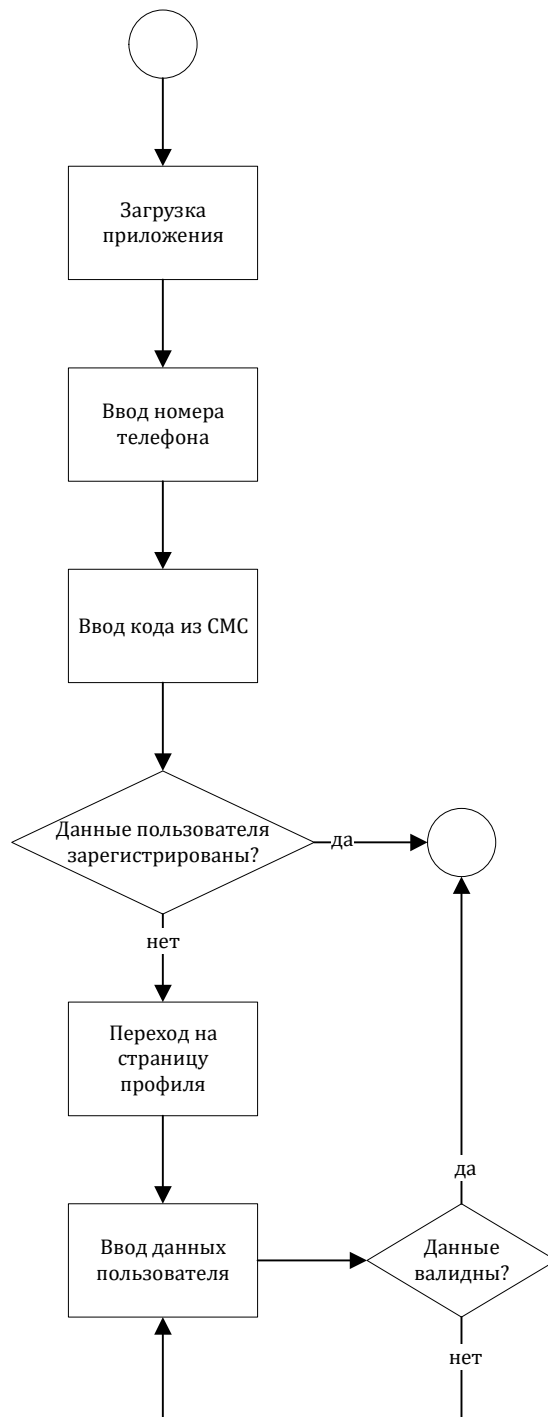 Загрузка
приложения
Ввод номера
телефона
Ввод кода из СМС
Данные пользователя
зарегистрированы?
да
нет
Переход на
страницу
профиля
да
Ввод данных
пользователя
Данные
валидны?
нет